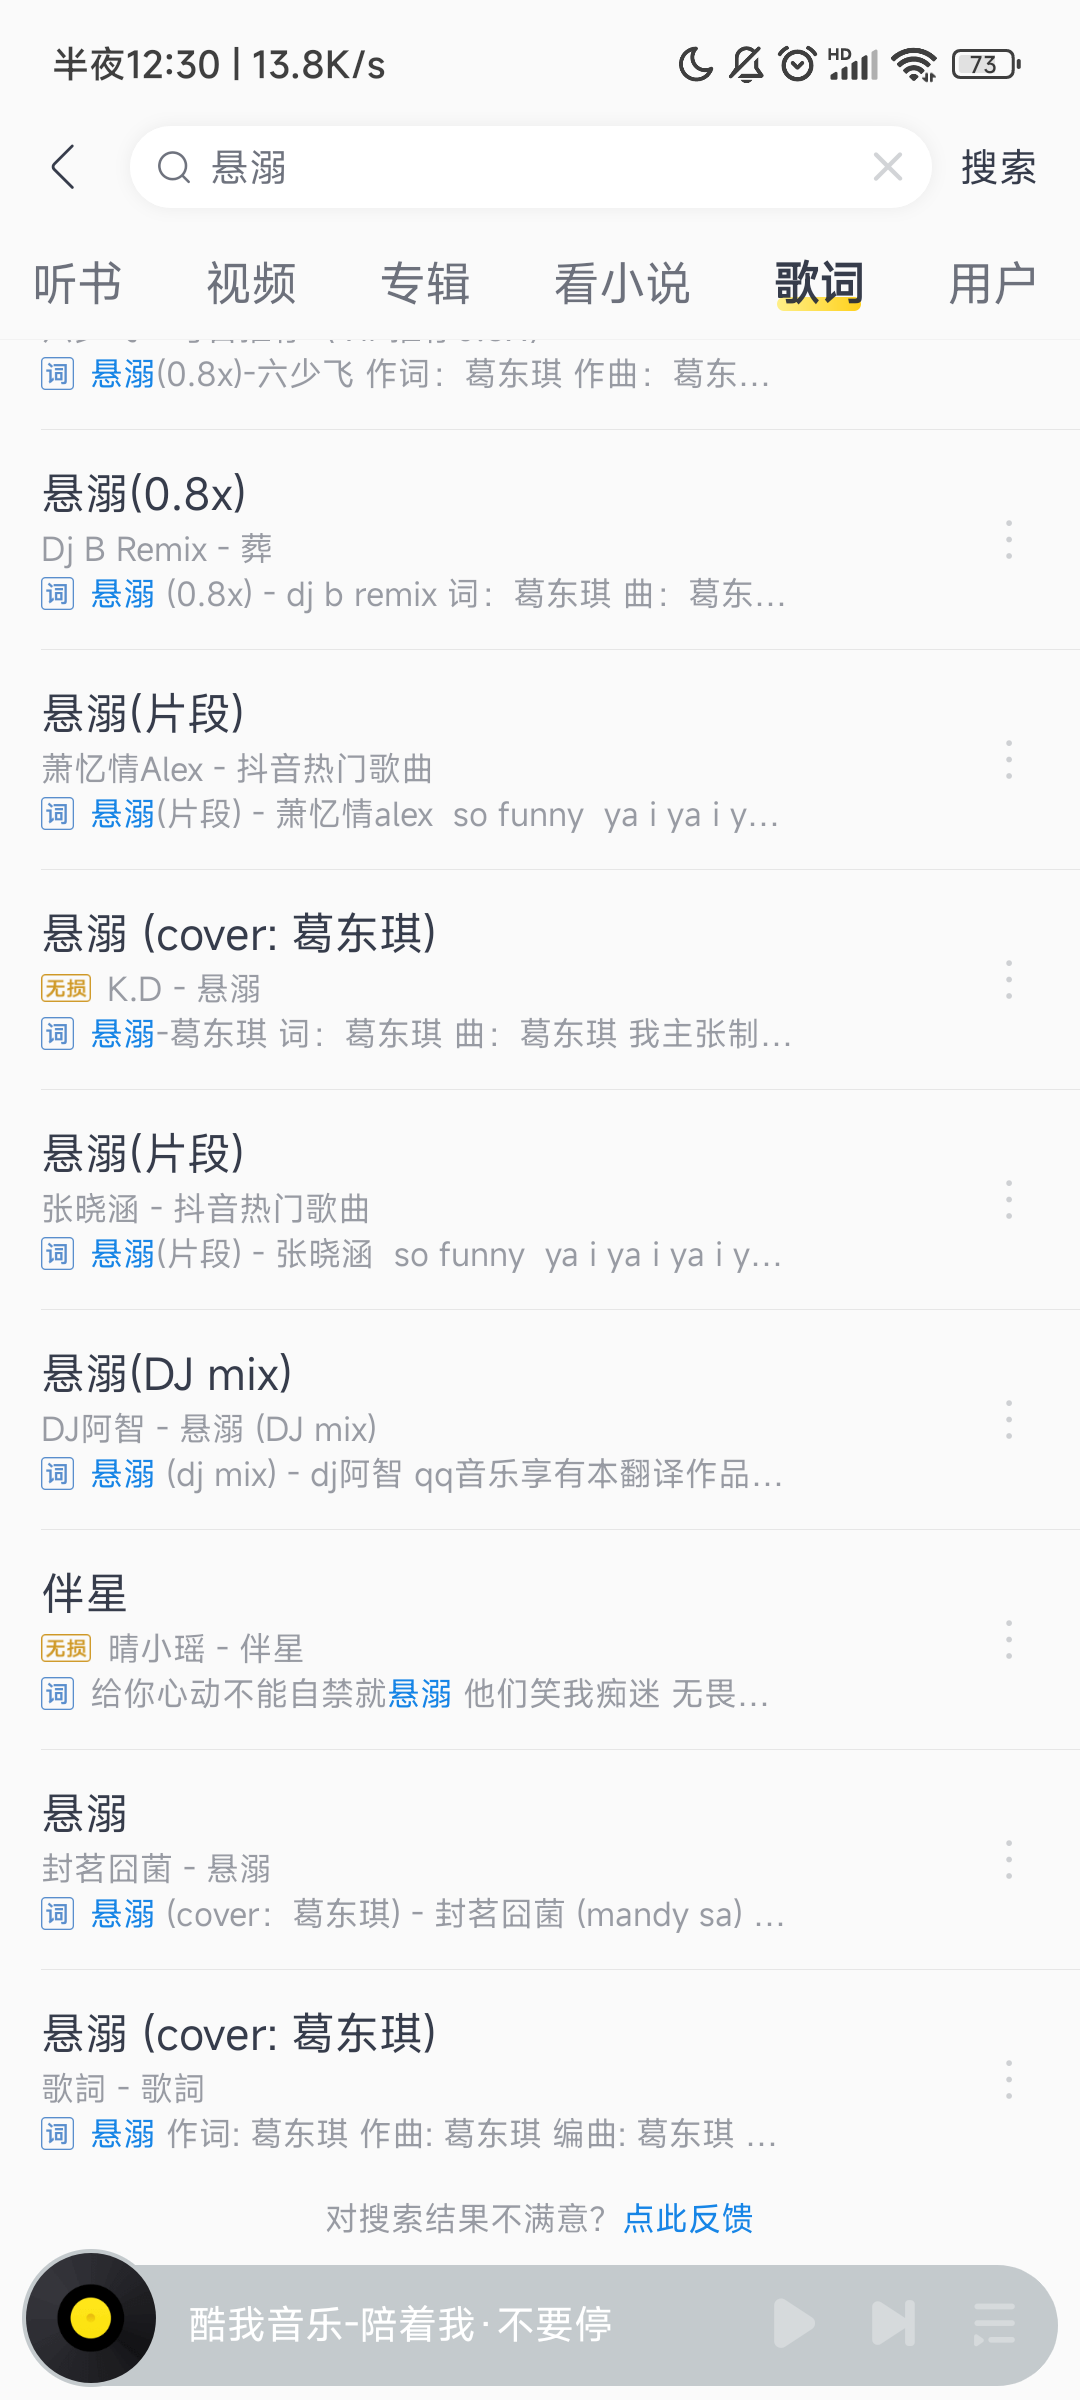 半夜12:30 | 13.8K/s
HD
73
悬溺
搜索
听书 视频 专辑 看小说 歌词 用户
词 悬溺(0.8x)-六少飞 作词：葛东琪 作曲：葛东...
悬溺(0.8x)
Dj B Remix - 葬
词 悬溺 (0.8x) - dj b remix 词：葛东琪 曲：葛东...
悬溺(片段)
萧忆情Alex - 抖音热门歌曲
词 悬溺(片段) - 萧忆情alex so funny ya i ya i y...
悬溺 (cover: 葛东琪)
无损 K.D - 悬溺
词 悬溺-葛东琪 词：葛东琪 曲：葛东琪 我主张制...
悬溺(片段)
张晓涵 - 抖音热门歌曲
词 悬溺(片段) - 张晓涵 so funny ya i ya i ya i y...
悬溺(DJ mix)
DJ阿智 - 悬溺 (DJ mix)
词 悬溺 (dj mix) - dj阿智 qq音乐享有本翻译作品...
伴星
无损 晴小瑶 - 伴星
词 给你心动不能自禁就悬溺 他们笑我痴迷 无畏...
悬溺
封茗囧菌 - 悬溺
词 悬溺 (cover：葛东琪) - 封茗囧菌 (mandy sa) ...
悬溺 (cover: 葛东琪)
歌詞 - 歌詞
词 悬溺 作词: 葛东琪 作曲: 葛东琪 编曲: 葛东琪 ...
对搜索结果不满意？点此反馈
酷我音乐-陪着我·不要停